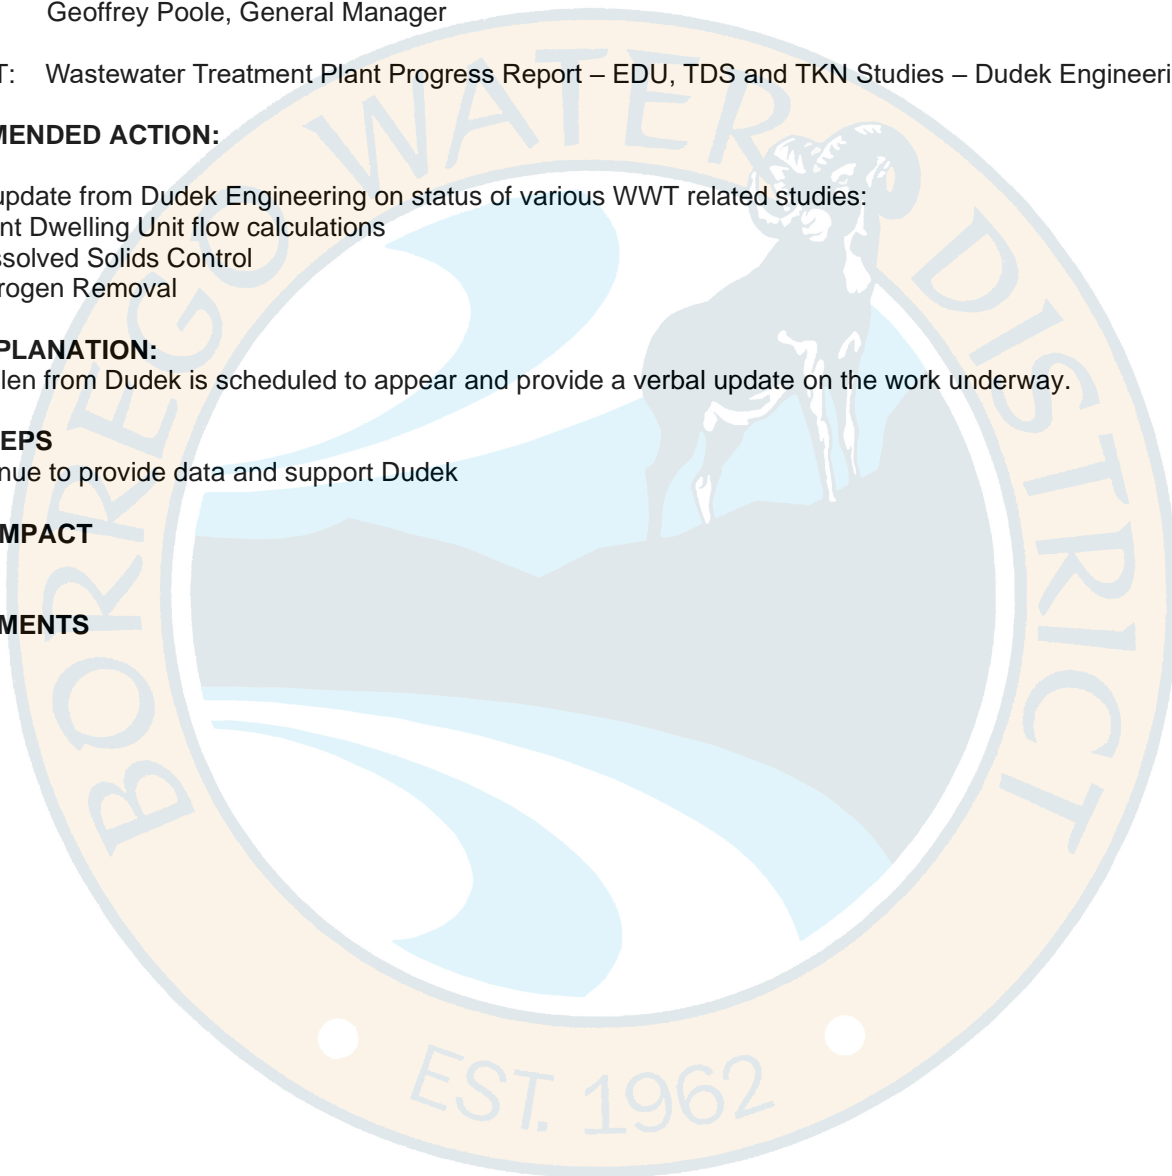 Geoffrey Poole, General Manager
T: Wastewater Treatment Plant Progress Report – EDU, TDS and TKN Studies – Dudek Engineeri
MENDED ACTION:
update from Dudek Engineering on status of various WWT related studies:
nt Dwelling Unit flow calculations
ssolved Solids Control
rogen Removal
PLANATION:
len from Dudek is scheduled to appear and provide a verbal update on the work underway.
EPS
nue to provide data and support Dudek
MPACT
MENTS
BORREGO WATER DISTRICT
EST. 1962